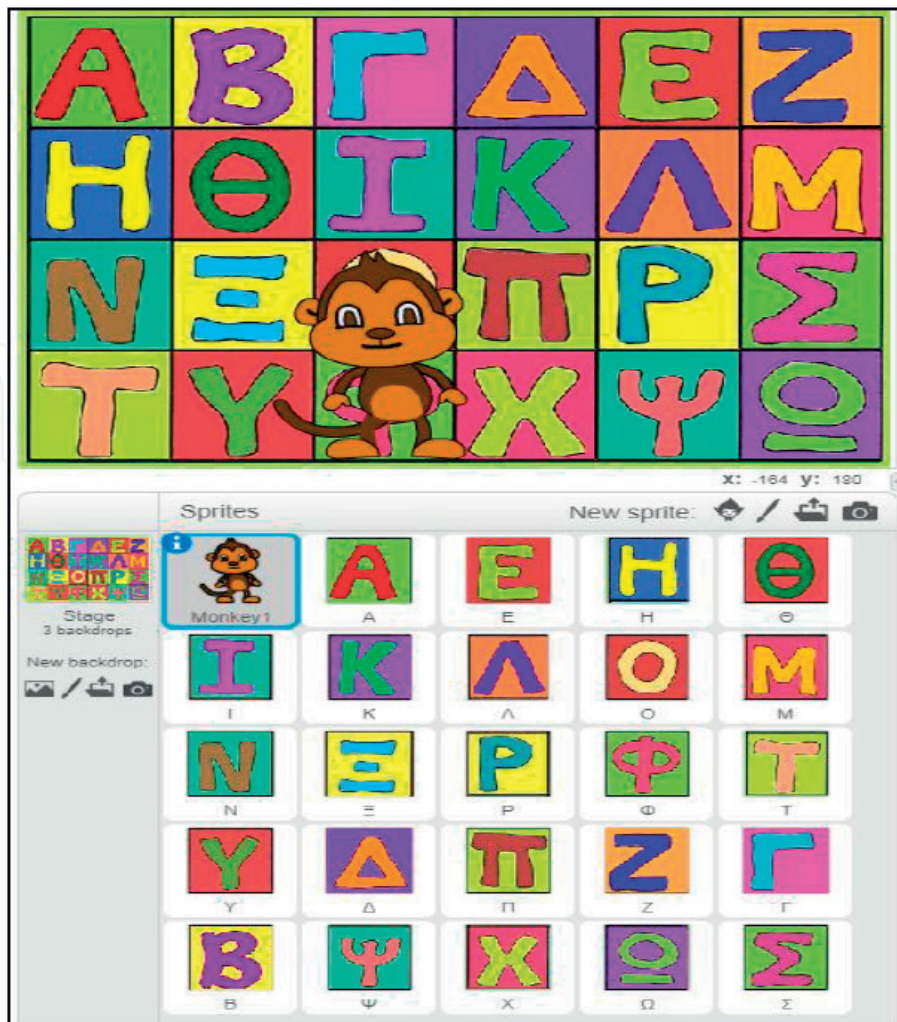 Α Β Γ Δ Ε Ζ
Η Θ Ι Κ Λ Μ
Ν Ξ Π Ρ Σ
Τ Υ Χ Ψ Ω
x: -164 y: 180
Sprites New sprite:
Α Β Γ Δ Ε Ζ
Η Θ Ι Κ Λ Μ
Ν Ξ Ο Π Ρ Σ
Stage
3 backdrops
New backdrop:
Α Ε Η Θ
Monkey1 Α Ε Η Θ
Ι Κ Λ Ο Μ
Ι Κ Λ Ο Μ
Ν Ξ Ρ Φ Τ
Ν Ξ Ρ Φ Τ
Υ Δ Π Ζ Γ
Υ Δ Π Ζ Γ
Β Ψ Χ Ω Σ
Β Ψ Χ Ω Σ